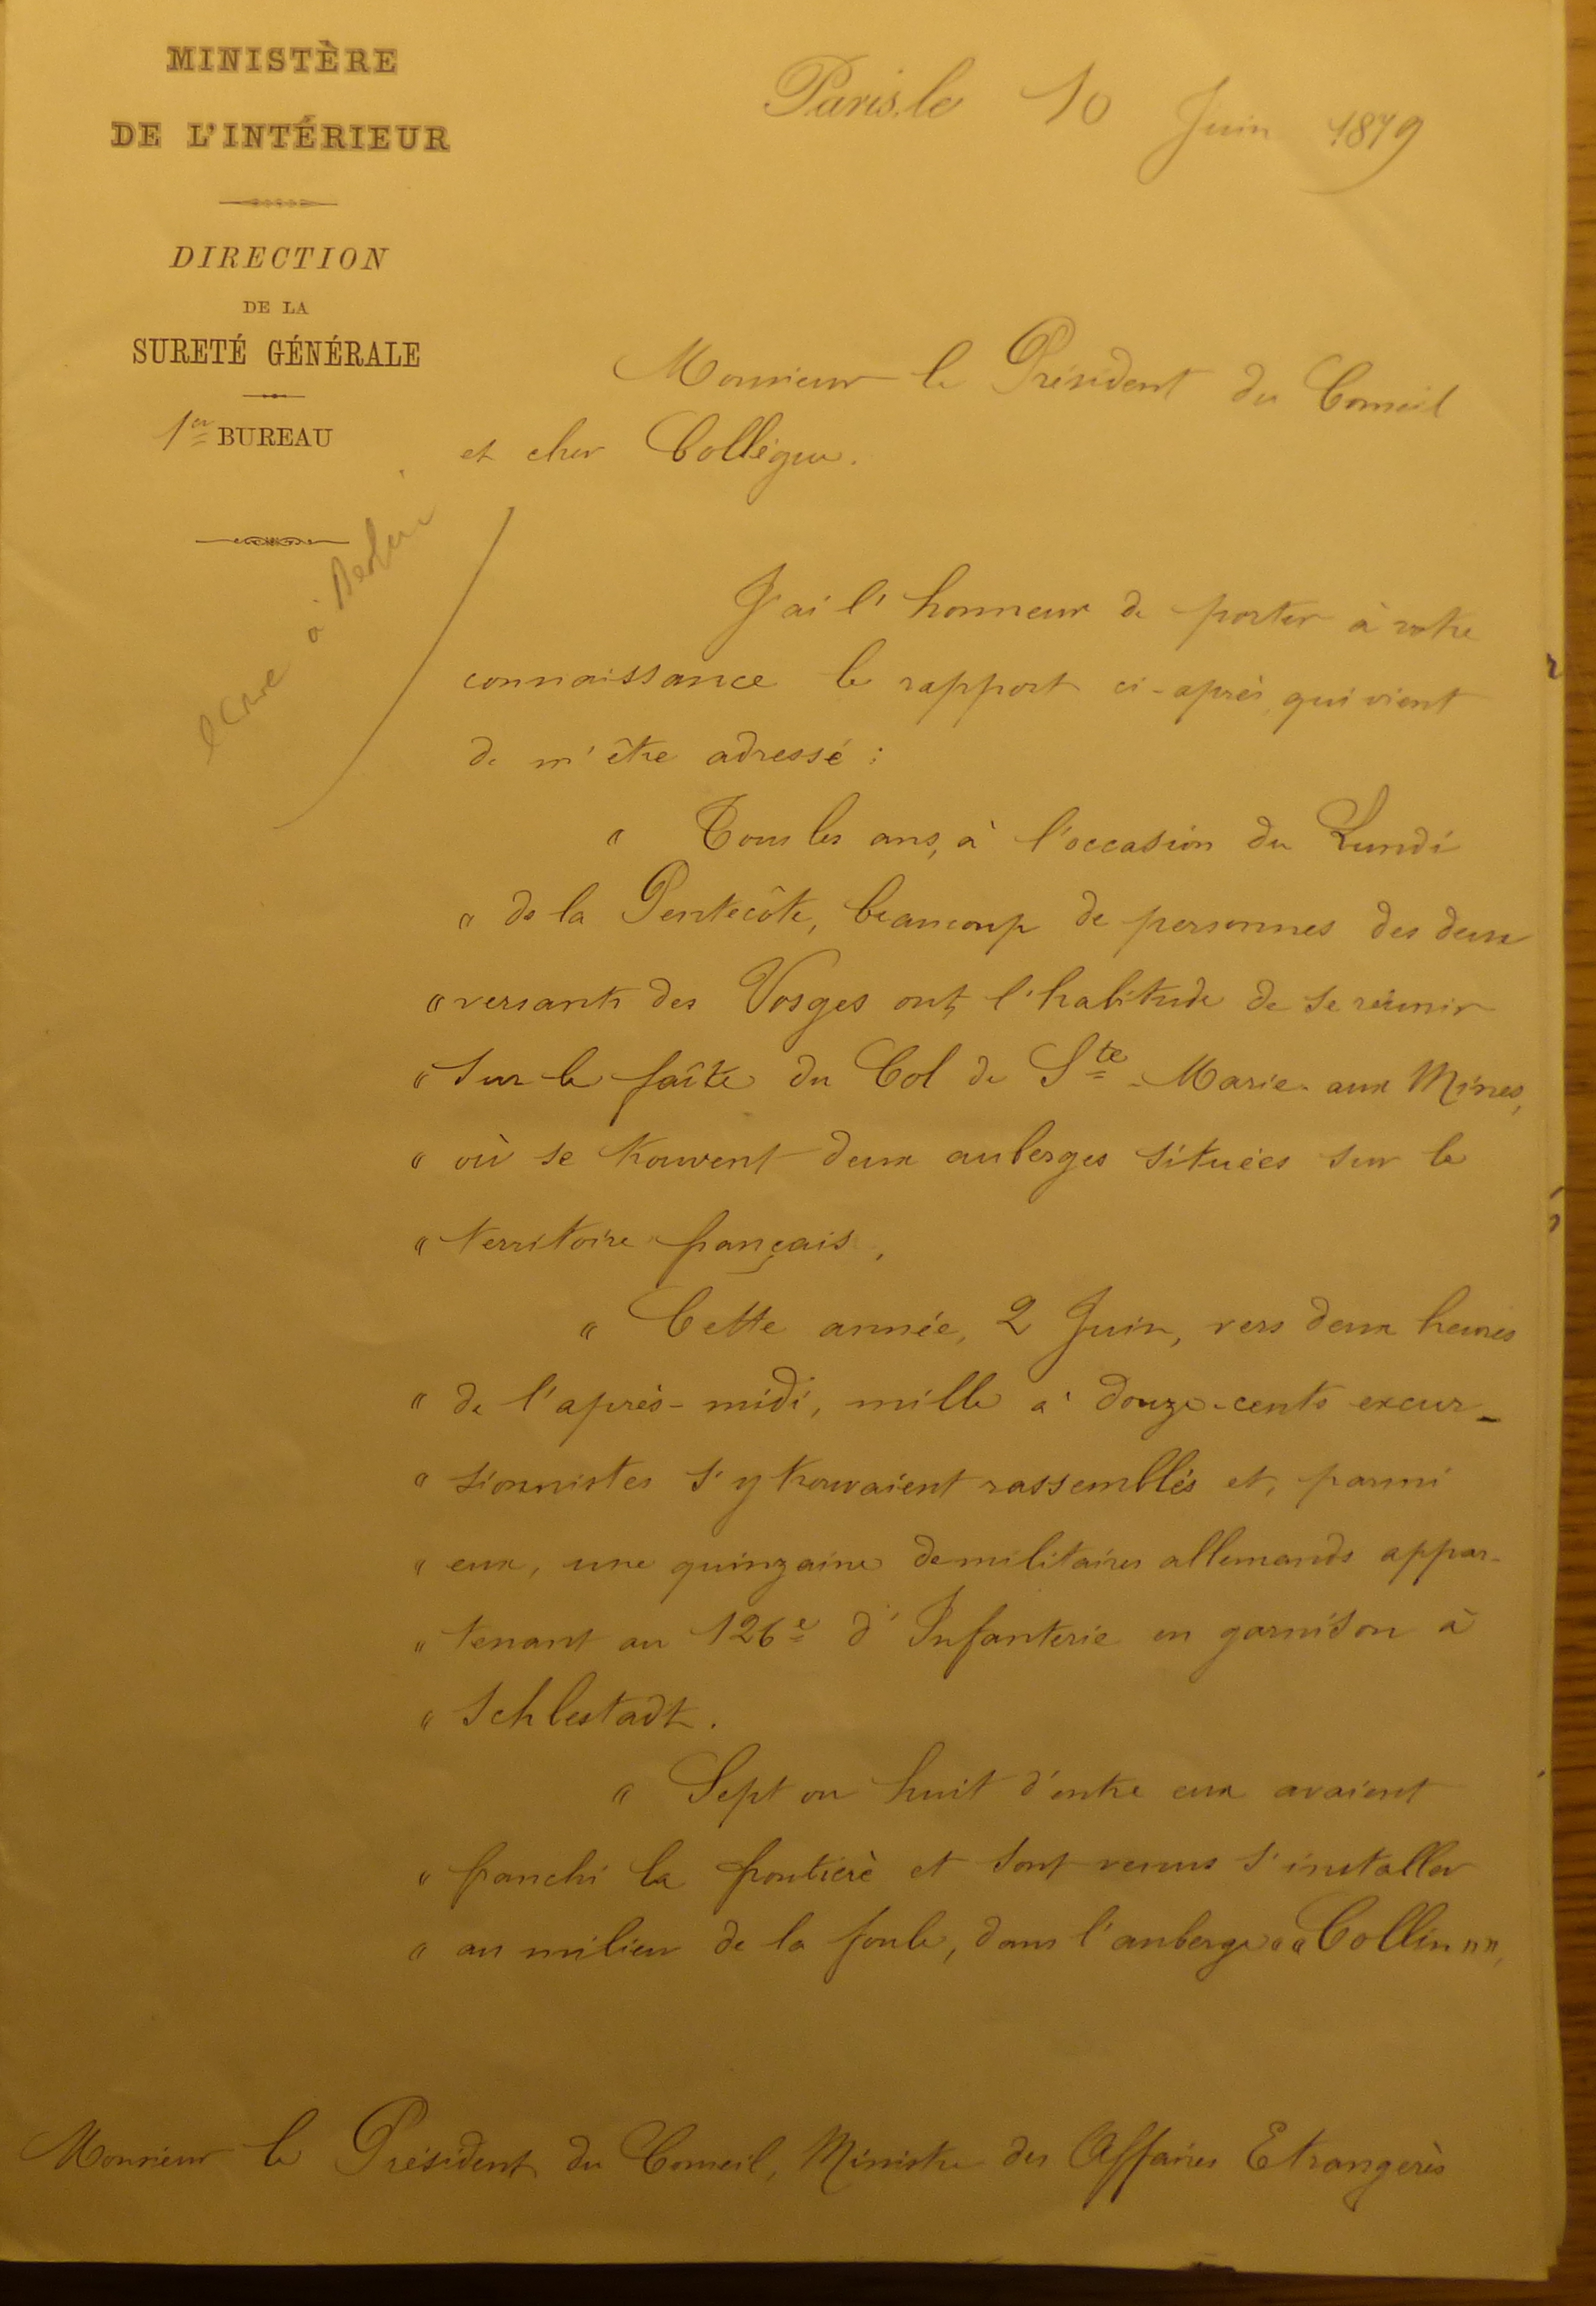 MINISTÈRE
DE L'INTÉRIEUR
DIRECTION
DE LA
SURETÉ GÉNÉRALE
1er BUREAU
Paris, le 10 Juin 1879
Monsieur le Président du Conseil
et cher Collègue.
écrire à Berlin
J'ai l'honneur de porter à votre
connaissance le rapport ci-après, qui vient
de m'être adressé :
" Tous les ans, à l'occasion du Lundi
" de la Pentecôte, beaucoup de personnes des deux
" versants des Vosges ont l'habitude de se réunir
" sur le faîte du Col de Ste-Marie-aux Mines,
" où se trouvent deux auberges situées sur le
" territoire français,
" Cette année, 2 Juin, vers deux heures
" de l'après-midi, mille à douze-cents excur-
" sionnistes s'y trouvaient rassemblés et, parmi
" eux, une quinzaine de militaires allemands appar-
" tenant au 126e d'Infanterie en garnison à
" Schlestadt.
" Sept ou huit d'entre eux avaient
" franchi la frontière et sont venus s'installer
" au milieu de la foule, dans l'auberge " " Collin " ",
Monsieur le Président du Conseil, Ministre des Affaires Etrangères